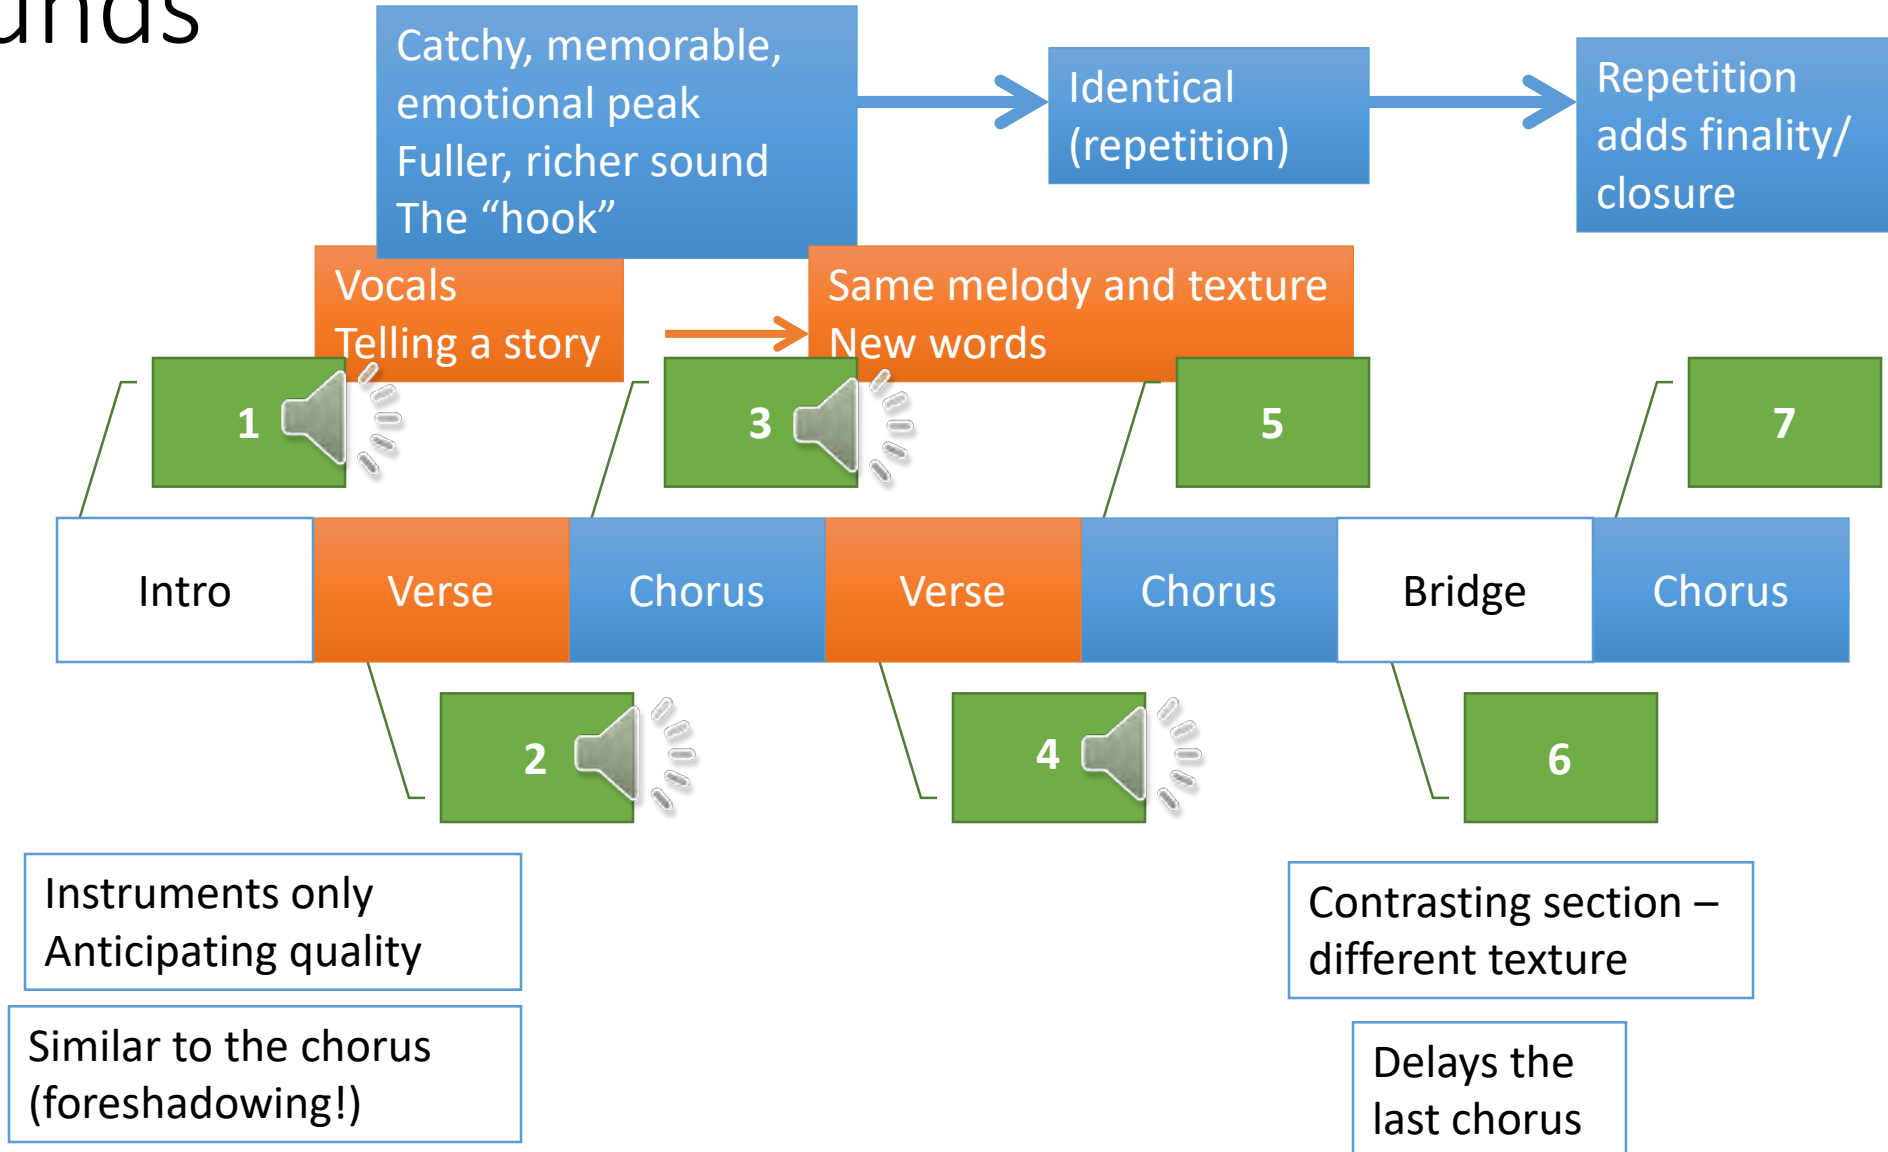 unds
Catchy, memorable,
emotional peak
Fuller, richer sound
The “hook”
Identical
(repetition)
Repetition
adds finality/
closure
Vocals
Telling a story
Same melody and texture
New words
1
3
5
7
Intro
Verse
Chorus
Verse
Chorus
Bridge
Chorus
2
4
6
Instruments only
Anticipating quality
Similar to the chorus
(foreshadowing!)
Contrasting section –
different texture
Delays the
last chorus